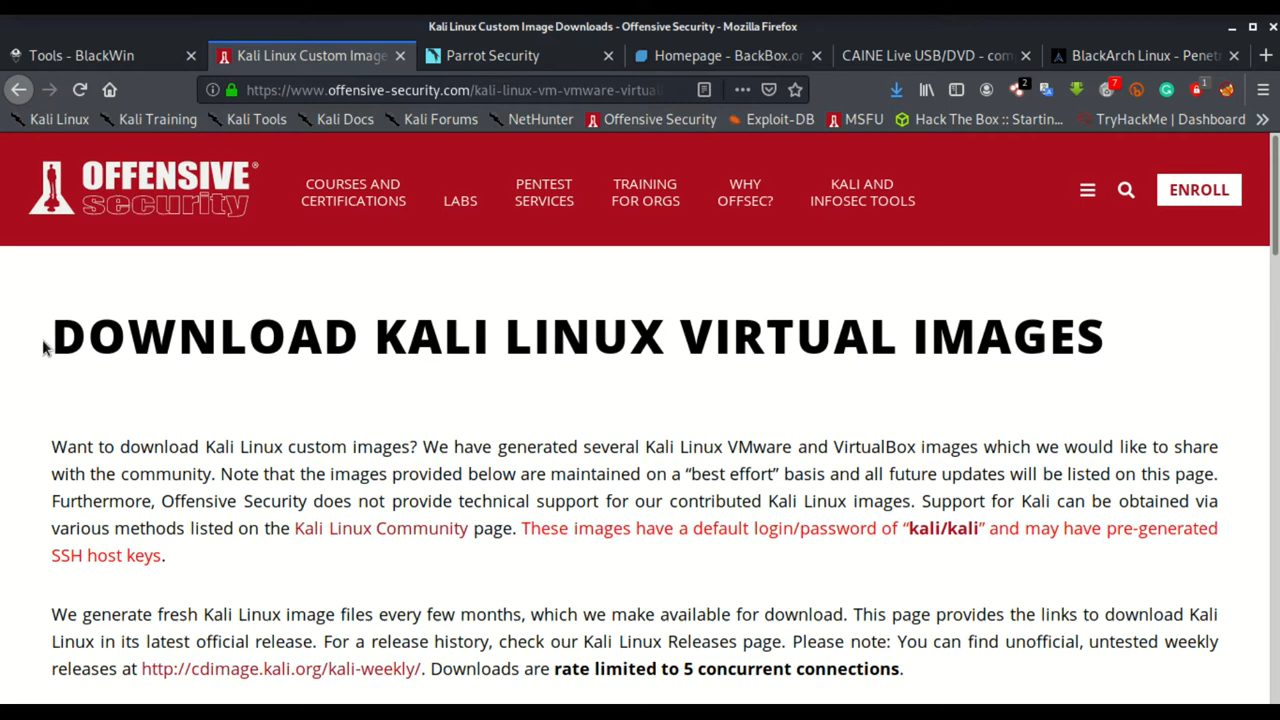 Kali Linux Custom Image Downloads - Offensive Security - Mozilla Firefox
Tools - BlackWin
Kali Linux Custom Image
Parrot Security
Homepage - BackBox.or
CAINE Live USB/DVD - com
BlackArch Linux - Penet
https://www.offensive-security.com/kali-linux-vm-vmware-virtual
2
7
1
Kali Linux
Kali Training
Kali Tools
Kali Docs
Kali Forums
NetHunter
Offensive Security
Exploit-DB
MSFU
Hack The Box :: Startin...
TryHackMe | Dashboard
OFFENSIVE®
security
COURSES AND
CERTIFICATIONS
LABS
PENTEST
SERVICES
TRAINING
FOR ORGS
WHY
OFFSEC?
KALI AND
INFOSEC TOOLS
ENROLL
DOWNLOAD KALI LINUX VIRTUAL IMAGES
Want to download Kali Linux custom images? We have generated several Kali Linux VMware and VirtualBox images which we would like to share
with the community. Note that the images provided below are maintained on a “best effort” basis and all future updates will be listed on this page.
Furthermore, Offensive Security does not provide technical support for our contributed Kali Linux images. Support for Kali can be obtained via
various methods listed on the Kali Linux Community page. These images have a default login/password of “kali/kali” and may have pre-generated
SSH host keys.
We generate fresh Kali Linux image files every few months, which we make available for download. This page provides the links to download Kali
Linux in its latest official release. For a release history, check our Kali Linux Releases page. Please note: You can find unofficial, untested weekly
releases at http://cdimage.kali.org/kali-weekly/. Downloads are rate limited to 5 concurrent connections.